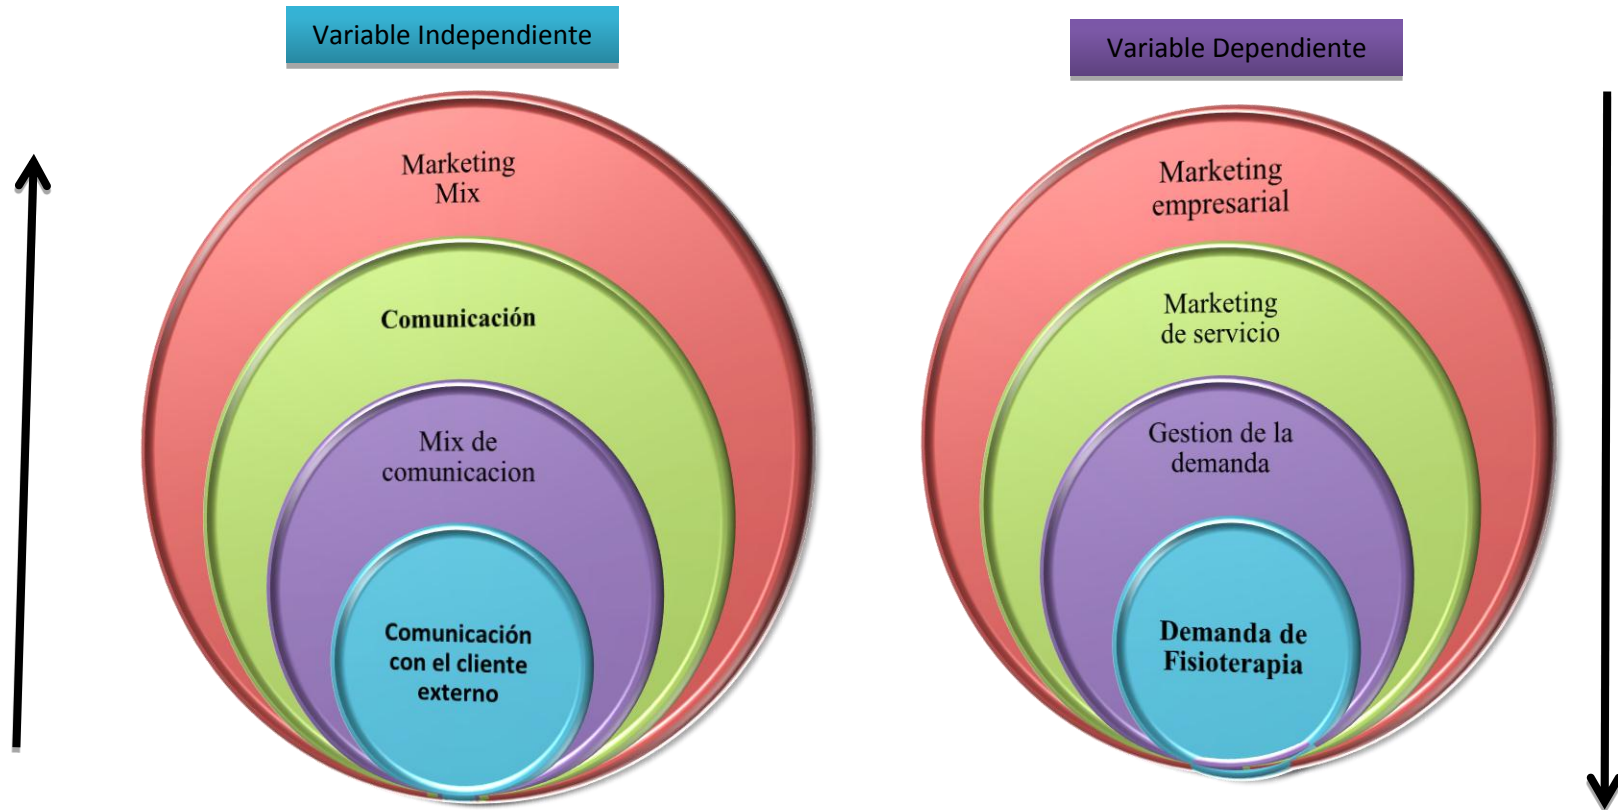 Variable Independiente
Marketing
Mix
Comunicación
Mix de
comunicacion
Comunicación
con el cliente
externo
Variable Dependiente
Marketing
empresarial
Marketing
de servicio
Gestion de la
demanda
Demanda de
Fisioterapia